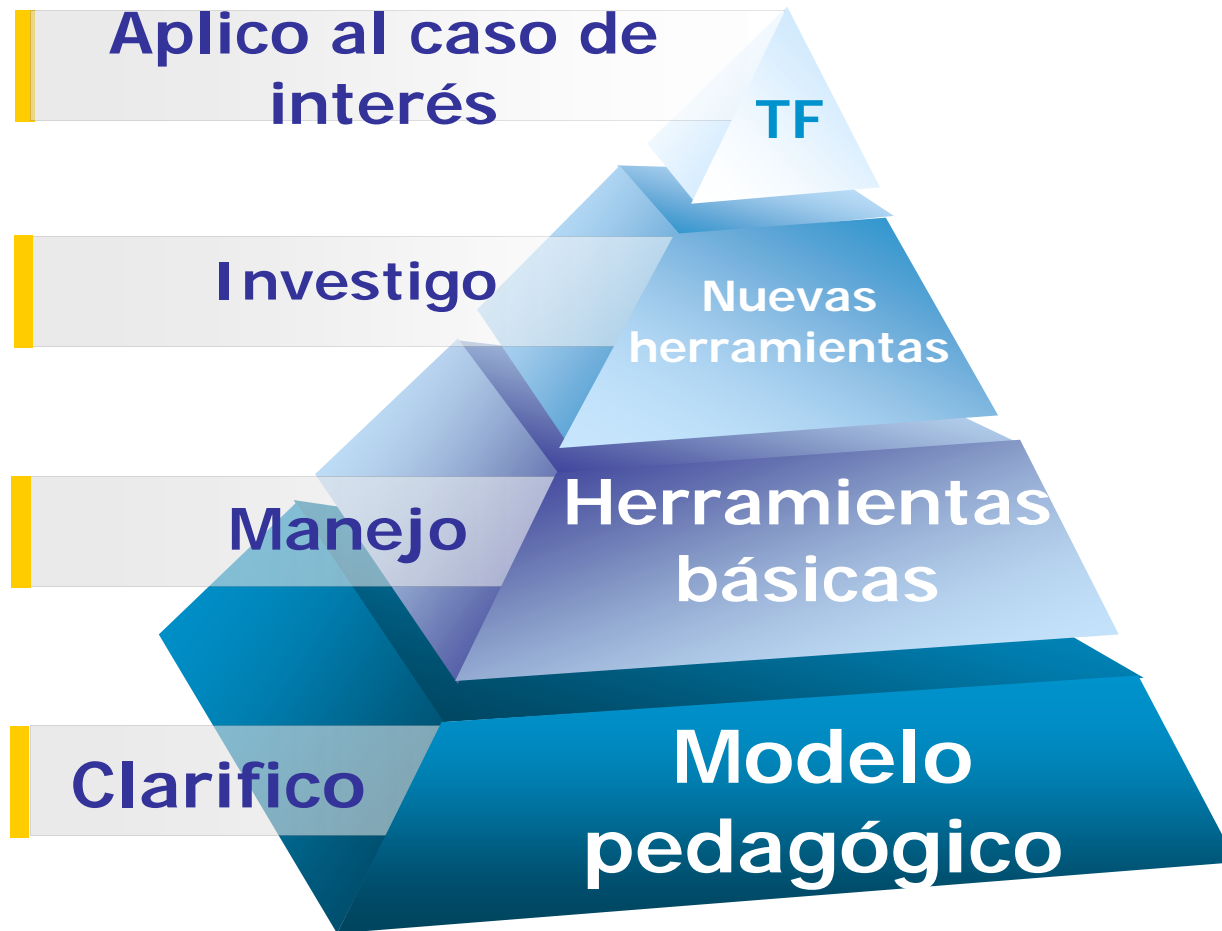 Aplico al caso de
interés
TF
Investigo
Nuevas
herramientas
Manejo
Herramientas
básicas
Clarifico
Modelo
pedagógico